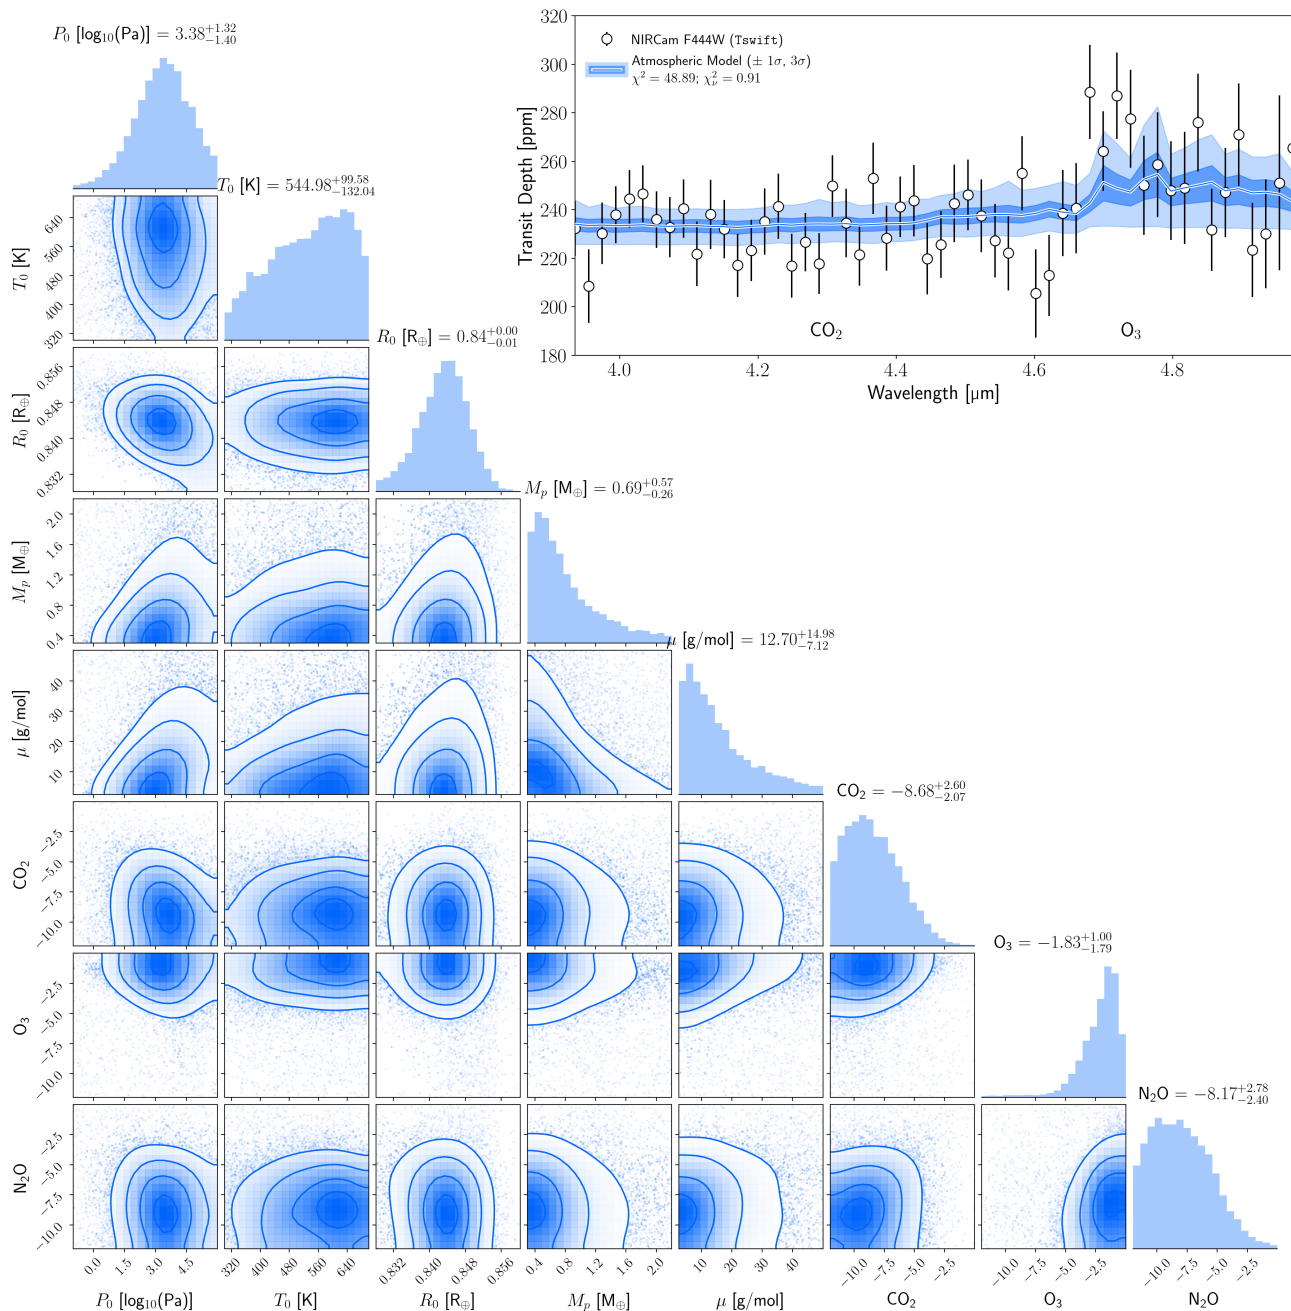 P₀ [log₁₀(Pa)] = 3.38⁺¹·³²₋₁.₄₀
T₀ [K] = 544.98⁺⁹⁹·⁵⁸₋₁₃₂.₀₄
R₀ [R⊕] = 0.84⁺⁰·⁰⁰₋₀.₀₁
M_p [M⊕] = 0.69⁺⁰·⁵⁷₋₀.₂₆
μ [g/mol] = 12.70⁺¹⁴·⁹⁸₋₇.₁₂
CO₂ = −8.68⁺²·⁶⁰₋₂.₀₇
O₃ = −1.83⁺¹·⁰⁰₋₁.₇₉
N₂O = −8.17⁺²·⁷⁸₋₂.₄₀
NIRCam F444W (Tswift)
Atmospheric Model (± 1σ, 3σ)
χ² = 48.89; χ²ᵥ = 0.91
Transit Depth [ppm]
320
300
280
260
240
220
200
180
CO₂
O₃
4.0 4.2 4.4 4.6 4.8
Wavelength [μm]
T₀ [K]
640
560
480
400
320
R₀ [R⊕]
0.856
0.848
0.840
0.832
M_p [M⊕]
2.0
1.6
1.2
0.8
0.4
μ [g/mol]
40
30
20
10
CO₂
−2.5
−5.0
−7.5
−10.0
O₃
−2.5
−5.0
−7.5
−10.0
N₂O
−2.5
−5.0
−7.5
−10.0
0.0 1.5 3.0 4.5
320 400 480 560 640
0.832 0.840 0.848 0.856
0.4 0.8 1.2 1.6 2.0
10 20 30 40
−10.0 −7.5 −5.0 −2.5
−10.0 −7.5 −5.0 −2.5
−10.0 −7.5 −5.0 −2.5
P₀ [log₁₀(Pa)]
T₀ [K]
R₀ [R⊕]
M_p [M⊕]
μ [g/mol]
CO₂
O₃
N₂O